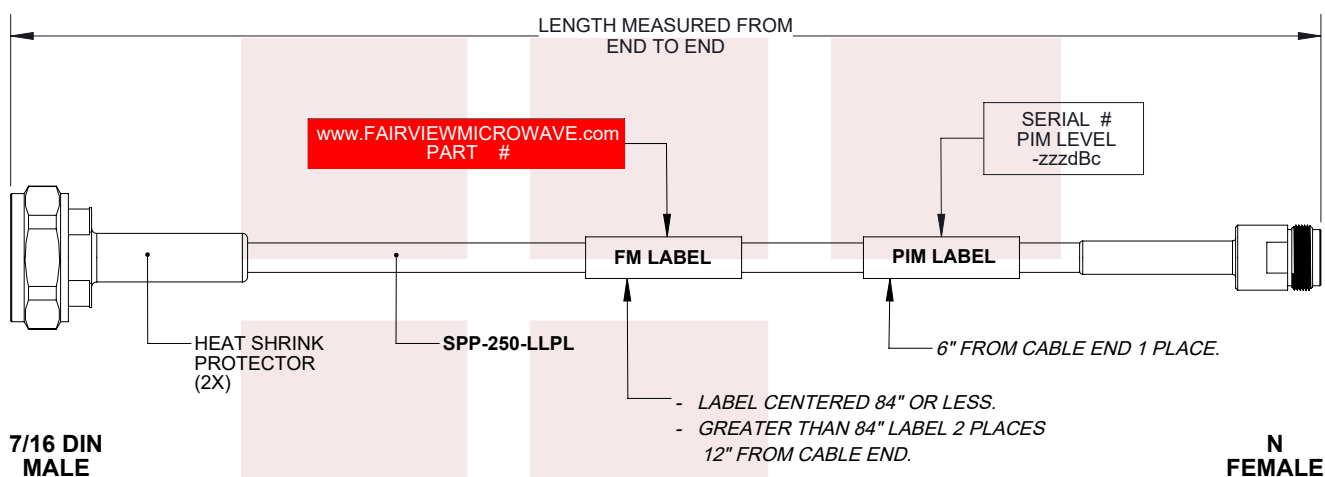 LENGTH MEASURED FROM
END TO END
www.FAIRVIEWMICROWAVE.com
PART #
SERIAL #
PIM LEVEL
-zzzdBc
FM LABEL
PIM LABEL
HEAT SHRINK
PROTECTOR
(2X)
SPP-250-LLPL
6" FROM CABLE END 1 PLACE.
- LABEL CENTERED 84" OR LESS.
- GREATER THAN 84" LABEL 2 PLACES
12" FROM CABLE END.
7/16 DIN
MALE
N
FEMALE